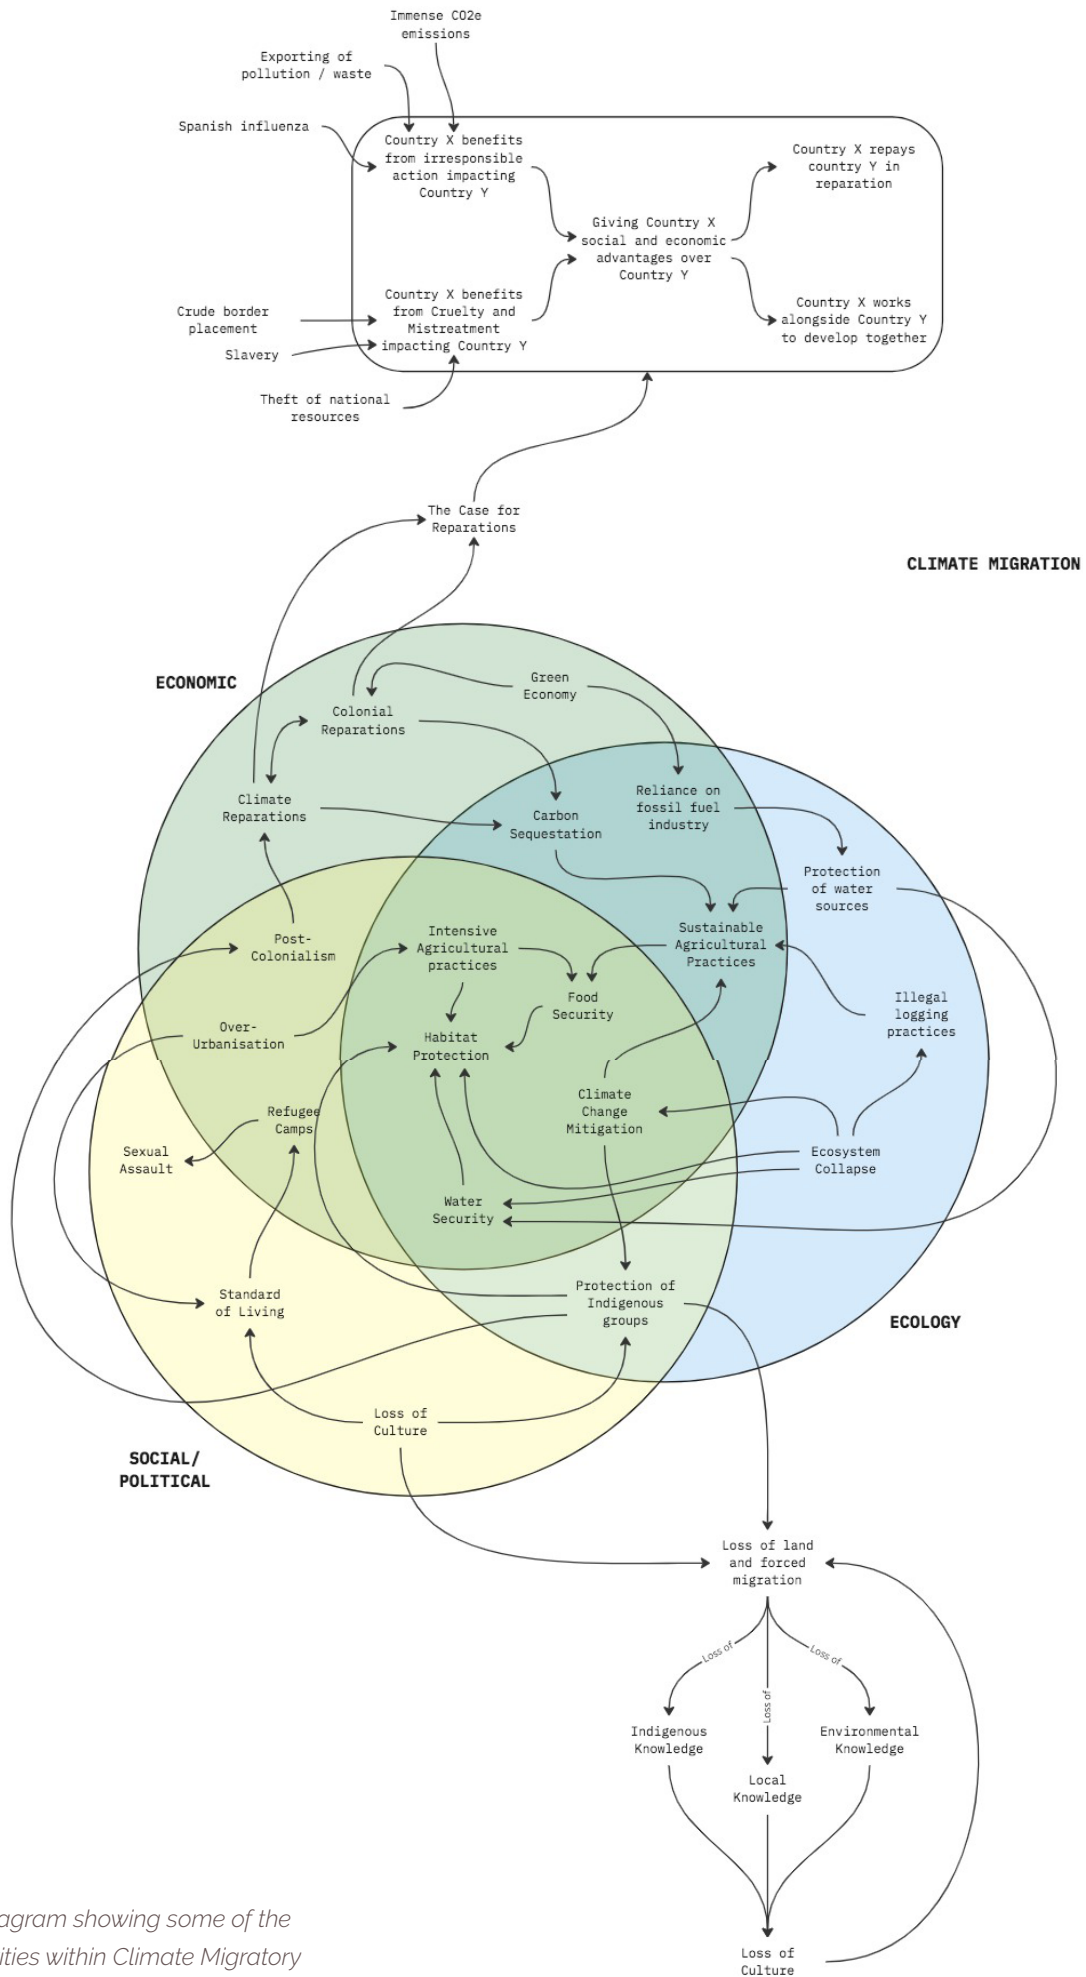 Immense CO2e
emissions
Exporting of
pollution / waste
Spanish influenza
Country X benefits
from irresponsible
action impacting
Country Y
Country X repays
country Y in
reparation
Giving Country X
social and economic
advantages over
Country Y
Country X benefits
from Cruelty and
Mistreatment
impacting Country Y
Country X works
alongside Country Y
to develop together
Crude border
placement
Slavery
Theft of national
resources
The Case for
Reparations
CLIMATE MIGRATION
ECONOMIC
Green
Economy
Colonial
Reparations
Climate
Reparations
Carbon
Sequestation
Reliance on
fossil fuel
industry
Protection
of water
sources
Post-
Colonialism
Intensive
Agricultural
practices
Sustainable
Agricultural
Practices
Food
Security
Illegal
logging
practices
Over-
Urbanisation
Habitat
Protection
Climate
Change
Mitigation
Refugee
Camps
Sexual
Assault
Ecosystem
Collapse
Water
Security
Standard
of Living
Protection of
Indigenous
groups
ECOLOGY
Loss of
Culture
SOCIAL/
POLITICAL
Loss of land
and forced
migration
Loss of
Loss of
Loss of
Indigenous
Knowledge
Environmental
Knowledge
Local
Knowledge
Loss of
Culture
agram showing some of the
ities within Climate Migratory